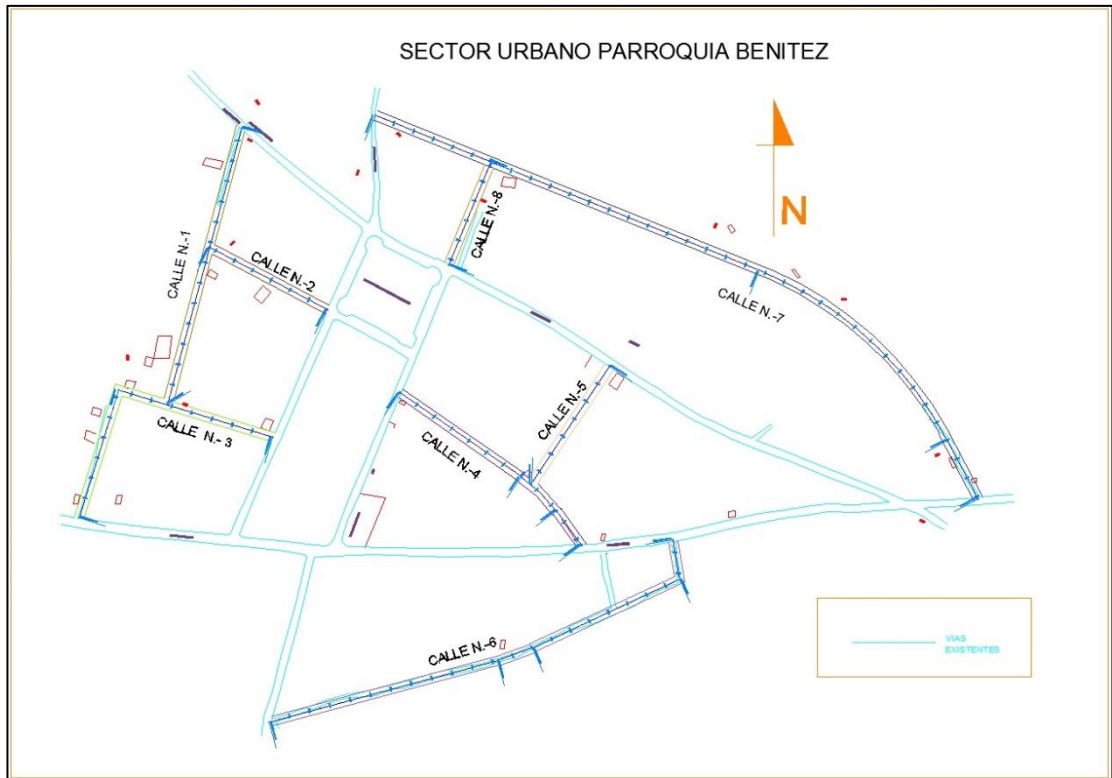 SECTOR URBANO PARROQUIA BENITEZ
N
CALLE N.-1
CALLE N.-2
CALLE N.-8
CALLE N.-7
CALLE N.- 3
CALLE N.-4
CALLE N.-5
CALLE N.-6
VIAS
EXISTENTES